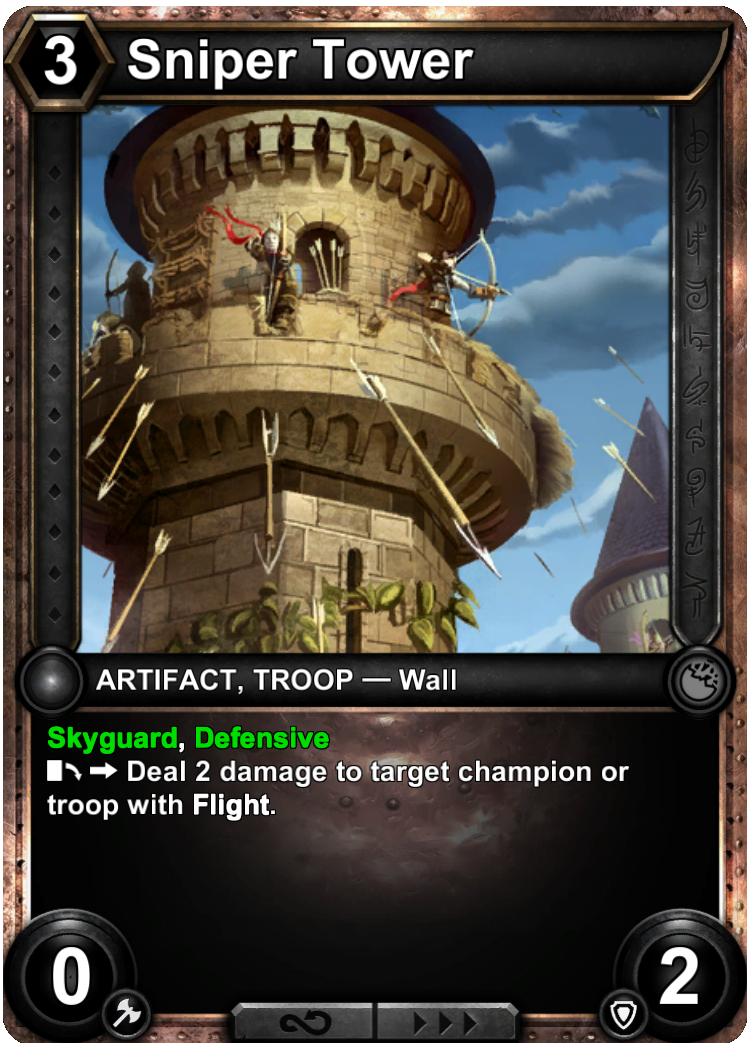 3 Sniper Tower
ARTIFACT, TROOP — Wall
Skyguard, Defensive
➡ Deal 2 damage to target champion or
troop with Flight.
0 2